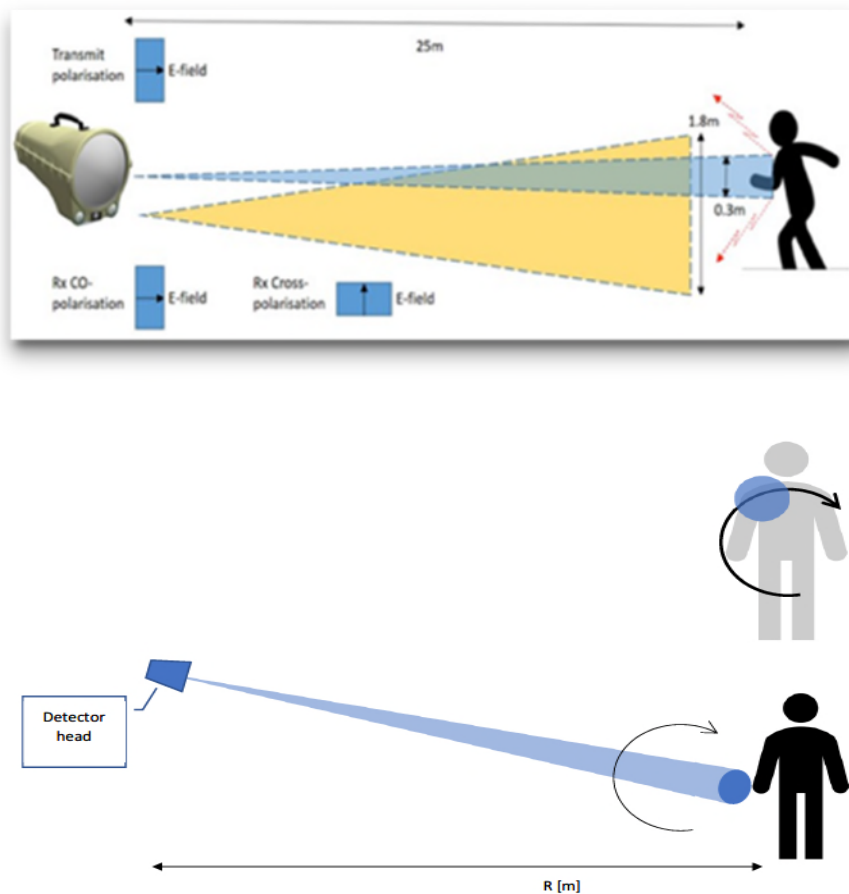 25m
Transmit
polarisation
E-field
1.8m
0.3m
Rx CO-
polarisation
E-field
Rx Cross-
polarisation
E-field
Detector
head
R [m]